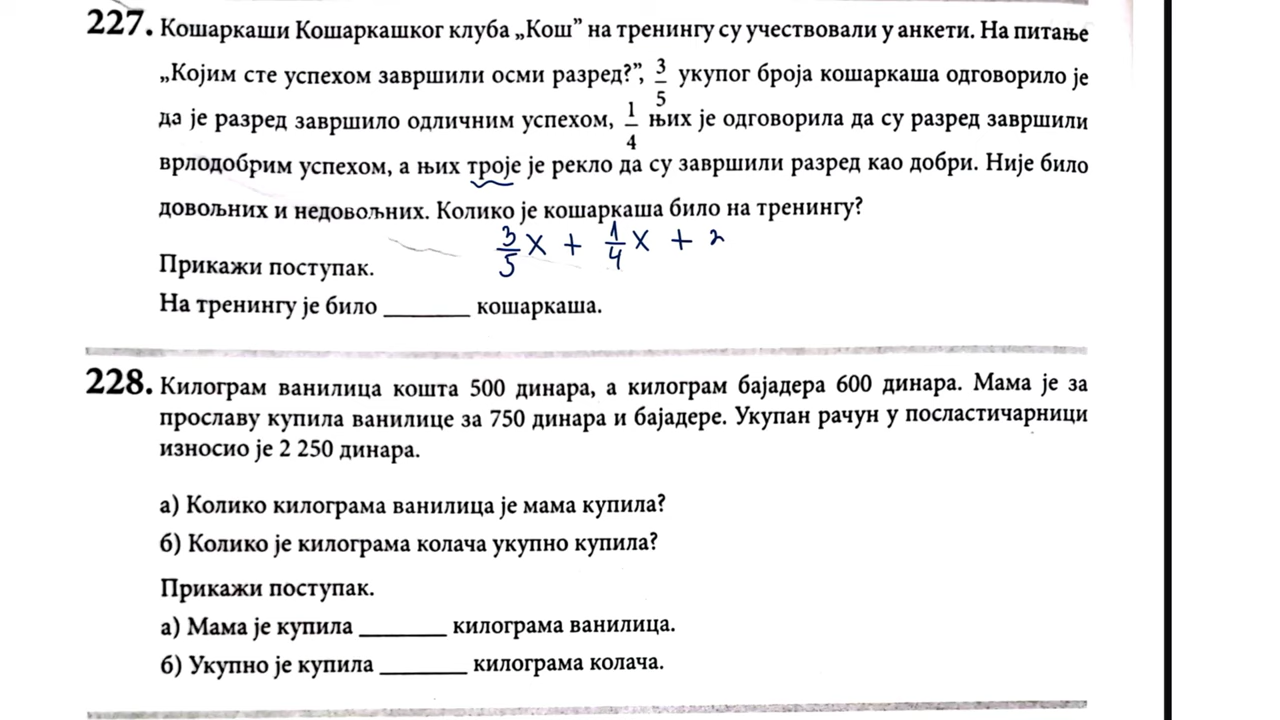 227. Кошаркаши Кошаркашког клуба „Кош” на тренингу су учествовали у анкети. На питање
„Којим сте успехом завршили осми разред?”, 3/5 укупог броја кошаркаша одговорило је
да је разред завршило одличним успехом, 1/4 њих је одговорила да су разред завршили
врлодобрим успехом, а њих троје је рекло да су завршили разред као добри. Није било
довољних и недовољних. Колико је кошаркаша било на тренингу?
3/5 x + 1/4 x +
Прикажи поступак.
На тренингу је било _______ кошаркаша.
228. Килограм ванилица кошта 500 динара, а килограм бајадера 600 динара. Мама је за
прославу купила ванилице за 750 динара и бајадере. Укупан рачун у посластичарници
износио је 2 250 динара.
а) Колико килограма ванилица је мама купила?
б) Колико је килограма колача укупно купила?
Прикажи поступак.
а) Мама је купила _______ килограма ванилица.
б) Укупно је купила _______ килограма колача.